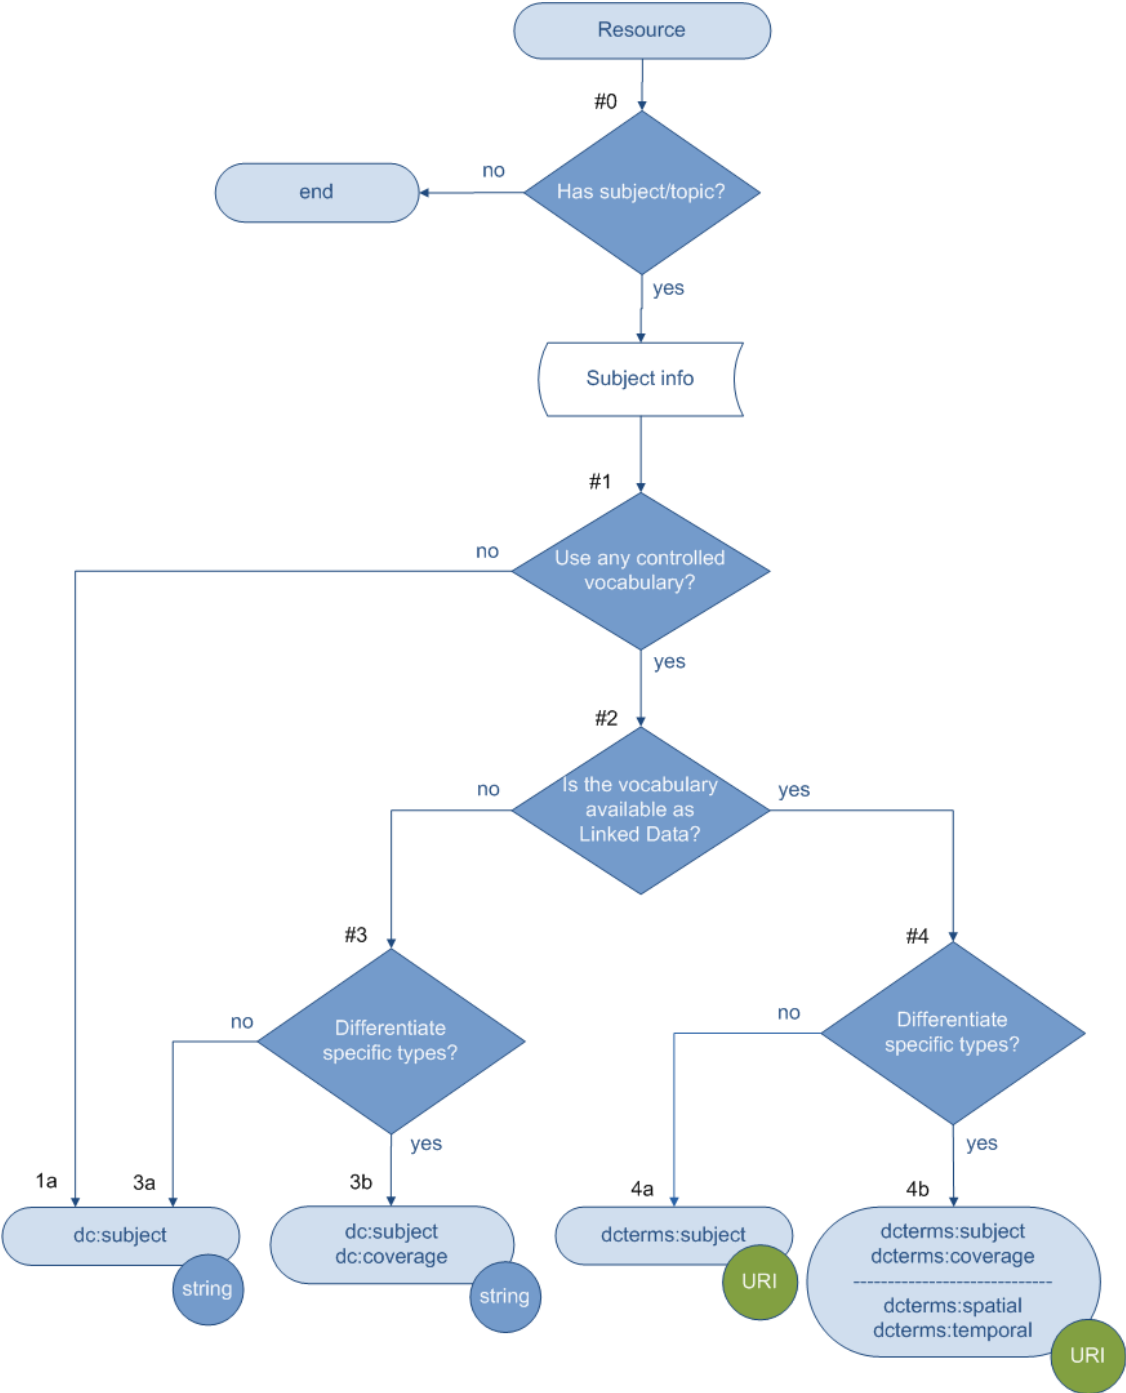 Resource
#0
no
Has subject/topic?
end
yes
Subject info
#1
no
Use any controlled
vocabulary?
yes
#2
no
Is the vocabulary
available as
Linked Data?
yes
#3
#4
no
Differentiate
specific types?
no
Differentiate
specific types?
yes
yes
1a
3a
3b
4a
4b
dc:subject
string
dc:subject
dc:coverage
string
dcterms:subject
URI
dcterms:subject
dcterms:coverage
-----------------------------
dcterms:spatial
dcterms:temporal
URI